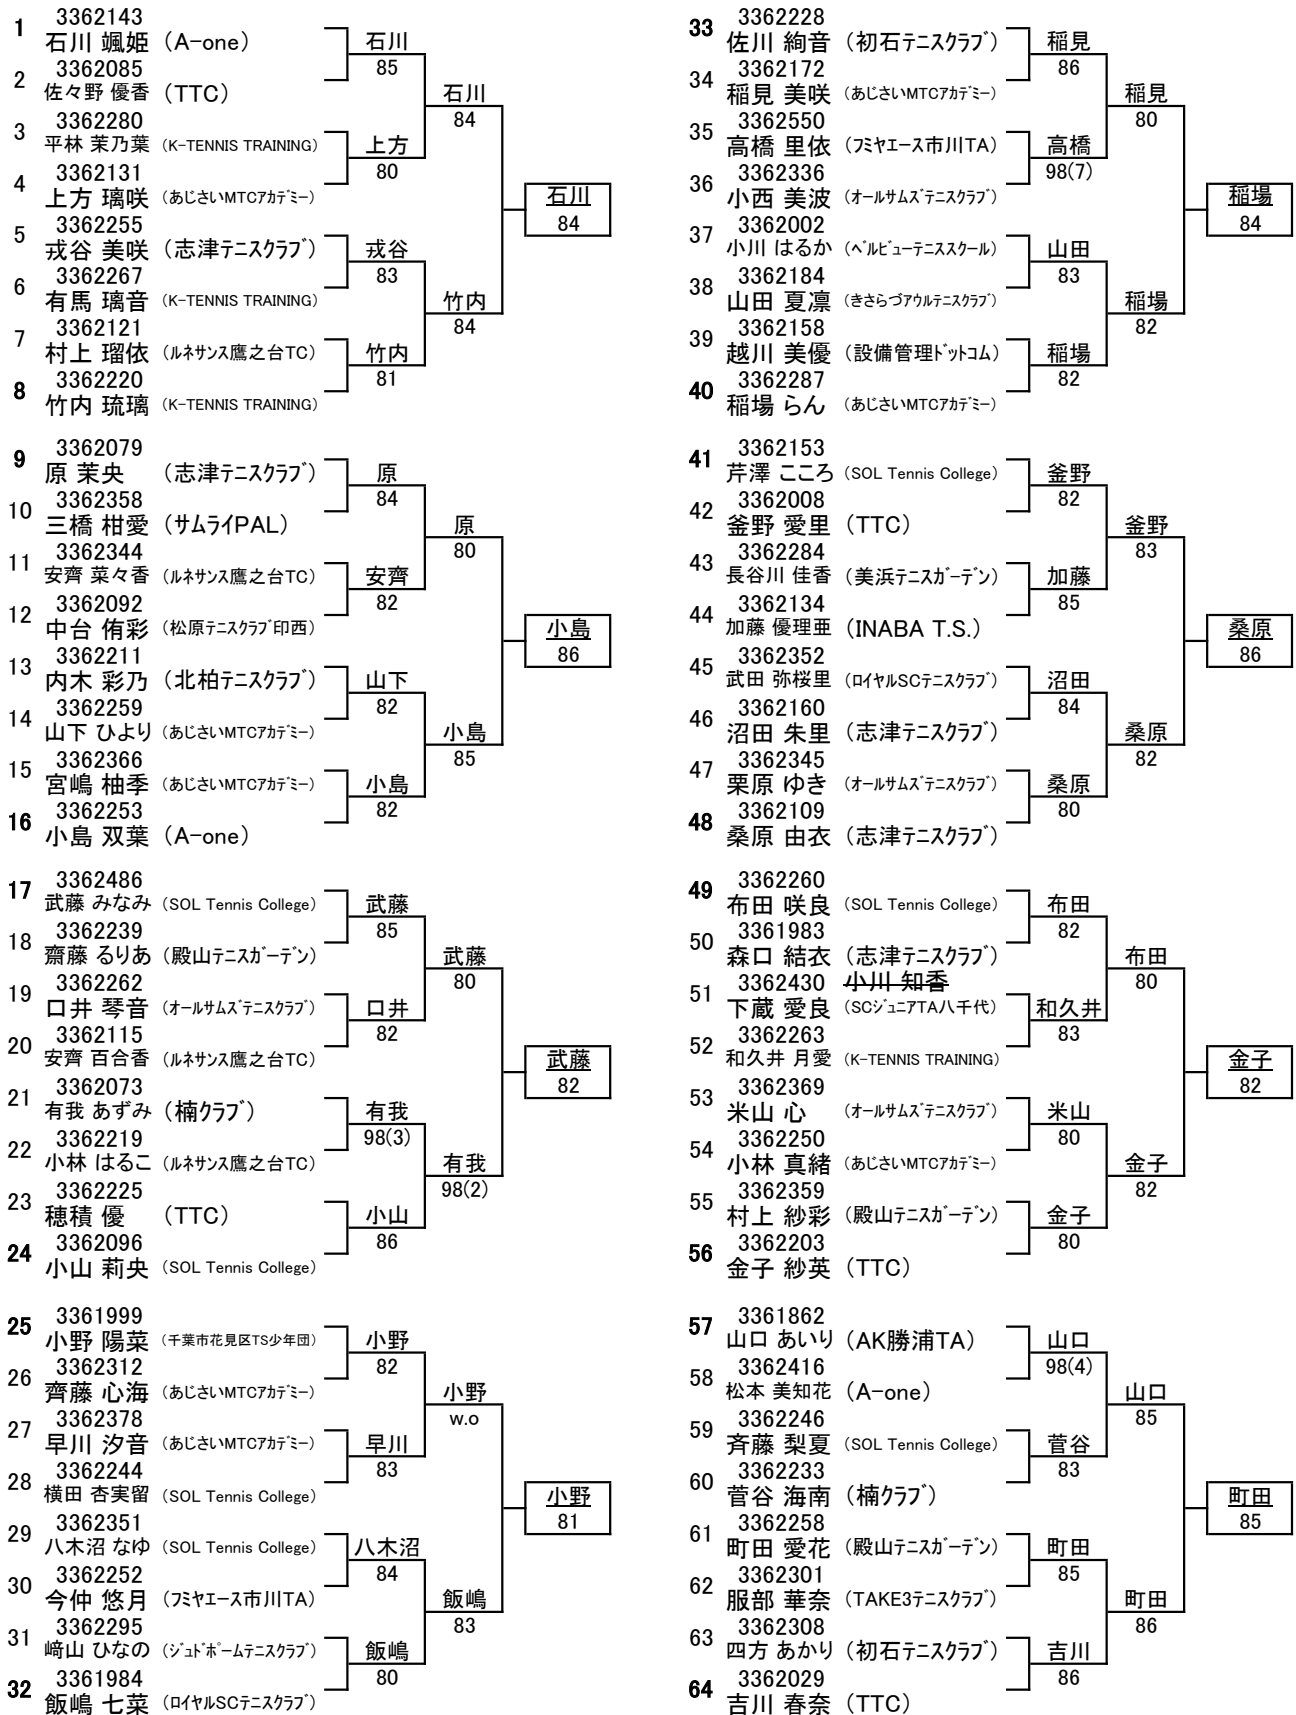 3362143
1 石川 颯姫 (A-one) 石川
85
3362085
2 佐々野 優香 (TTC) 石川
84
3362280
3 平林 茉乃葉 (K-TENNIS TRAINING) 上方
80
3362131
4 上方 璃咲 (あじさいMTCアカデミー) 石川
84
3362255
5 戎谷 美咲 (志津テニスクラブ) 戎谷
83
3362267
6 有馬 璃音 (K-TENNIS TRAINING) 竹内
84
3362121
7 村上 瑠依 (ルネサンス鷹之台TC) 竹内
81
3362220
8 竹内 琉璃 (K-TENNIS TRAINING)
3362079
9 原 茉央 (志津テニスクラブ) 原
84
3362358
10 三橋 柑愛 (サムライPAL) 原
80
3362344
11 安齊 菜々香 (ルネサンス鷹之台TC) 安齊
82
3362092
12 中台 侑彩 (松原テニスクラブ印西) 小島
86
3362211
13 内木 彩乃 (北柏テニスクラブ) 山下
82
3362259
14 山下 ひより (あじさいMTCアカデミー) 小島
85
3362366
15 宮嶋 柚季 (あじさいMTCアカデミー) 小島
82
3362253
16 小島 双葉 (A-one)
3362486
17 武藤 みなみ (SOL Tennis College) 武藤
85
3362239
18 齋藤 るりあ (殿山テニスガーデン) 武藤
80
3362262
19 口井 琴音 (オールサムズテニスクラブ) 口井
82
3362115
20 安齊 百合香 (ルネサンス鷹之台TC) 武藤
82
3362073
21 有我 あずみ (楠クラブ) 有我
98(3)
3362219
22 小林 はるこ (ルネサンス鷹之台TC) 有我
98(2)
3362225
23 穂積 優 (TTC) 小山
86
3362096
24 小山 莉央 (SOL Tennis College)
3361999
25 小野 陽菜 (千葉市花見区TS少年団) 小野
82
3362312
26 齊藤 心海 (あじさいMTCアカデミー) 小野
w.o
3362378
27 早川 汐音 (あじさいMTCアカデミー) 早川
83
3362244
28 横田 杏実留 (SOL Tennis College) 小野
81
3362351
29 八木沼 なゆ (SOL Tennis College) 八木沼
84
3362252
30 今仲 悠月 (フミヤエース市川TA) 飯嶋
83
3362295
31 﨑山 ひなの (ジュドポームテニスクラブ) 飯嶋
80
3361984
32 飯嶋 七菜 (ロイヤルSCテニスクラブ)
3362228
33 佐川 絢音 (初石テニスクラブ) 稲見
86
3362172
34 稲見 美咲 (あじさいMTCアカデミー) 稲見
80
3362550
35 高橋 里依 (フミヤエース市川TA) 高橋
98(7)
3362336
36 小西 美波 (オールサムズテニスクラブ) 稲場
84
3362002
37 小川 はるか (ベルビューテニススクール) 山田
83
3362184
38 山田 夏凛 (きさらづアウルテニスクラブ) 稲場
82
3362158
39 越川 美優 (設備管理ドットコム) 稲場
82
3362287
40 稲場 らん (あじさいMTCアカデミー)
3362153
41 芹澤 こころ (SOL Tennis College) 釜野
82
3362008
42 釜野 愛里 (TTC) 釜野
83
3362284
43 長谷川 佳香 (美浜テニスガーデン) 加藤
85
3362134
44 加藤 優理亜 (INABA T.S.) 桑原
86
3362352
45 武田 弥桜里 (ロイヤルSCテニスクラブ) 沼田
84
3362160
46 沼田 朱里 (志津テニスクラブ) 桑原
82
3362345
47 栗原 ゆき (オールサムズテニスクラブ) 桑原
80
3362109
48 桑原 由衣 (志津テニスクラブ)
3362260
49 布田 咲良 (SOL Tennis College) 布田
82
3361983
50 森口 結衣 (志津テニスクラブ) 布田
80
3362430 小川 知香
51 下蔵 愛良 (SCジュニアTA八千代) 和久井
83
3362263
52 和久井 月愛 (K-TENNIS TRAINING) 金子
82
3362369
53 米山 心 (オールサムズテニスクラブ) 米山
80
3362250
54 小林 真緒 (あじさいMTCアカデミー) 金子
82
3362359
55 村上 紗彩 (殿山テニスガーデン) 金子
80
3362203
56 金子 紗英 (TTC)
3361862
57 山口 あいり (AK勝浦TA) 山口
98(4)
3362416
58 松本 美知花 (A-one) 山口
85
3362246
59 斉藤 梨夏 (SOL Tennis College) 菅谷
83
3362233
60 菅谷 海南 (楠クラブ) 町田
85
3362258
61 町田 愛花 (殿山テニスガーデン) 町田
85
3362301
62 服部 華奈 (TAKE3テニスクラブ) 町田
86
3362308
63 四方 あかり (初石テニスクラブ) 吉川
86
3362029
64 吉川 春奈 (TTC)